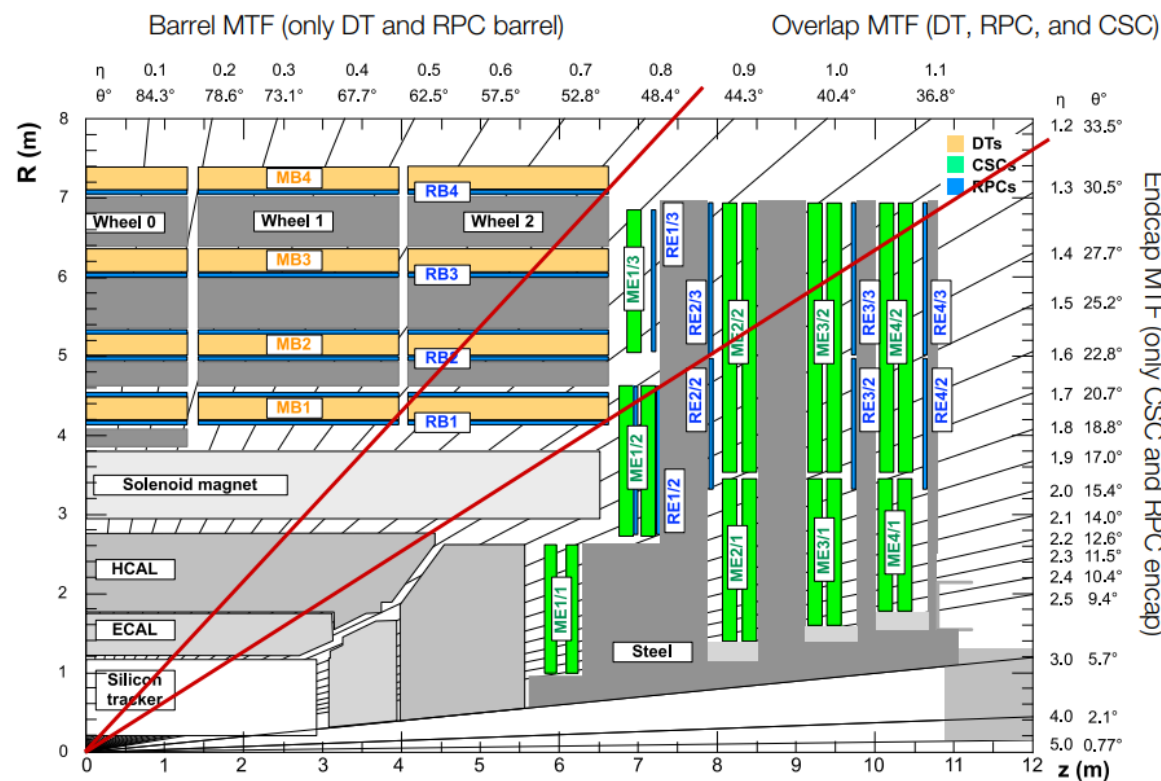 Barrel MTF (only DT and RPC barrel)
Overlap MTF (DT, RPC, and CSC)
η 0.1 0.2 0.3 0.4 0.5 0.6 0.7 0.8 0.9 1.0 1.1
θ° 84.3° 78.6° 73.1° 67.7° 62.5° 57.5° 52.8° 48.4° 44.3° 40.4° 36.8° η θ°
R (m)
8
7
6
5
4
3
2
1
0
1.2 33.5°
1.3 30.5°
1.4 27.7°
1.5 25.2°
1.6 22.8°
1.7 20.7°
1.8 18.8°
1.9 17.0°
2.0 15.4°
2.1 14.0°
2.2 12.6°
2.3 11.5°
2.4 10.4°
2.5 9.4°
3.0 5.7°
4.0 2.1°
5.0 0.77°
DTs
CSCs
RPCs
MB4
RB4
Wheel 0 Wheel 1 Wheel 2
MB3
RB3
MB2
RB2
MB1
RB1
Solenoid magnet
HCAL
ECAL
Silicon
tracker
Steel
ME1/3
RE1/3
ME1/2
RE1/2
ME1/1
RE2/3
RE2/2
ME2/2
ME2/1
ME3/2
ME3/1
RE3/3
RE3/2
ME4/2
ME4/1
RE4/3
RE4/2
0 1 2 3 4 5 6 7 8 9 10 11 12
z (m)
Endcap MTF (only CSC and RPC encap)